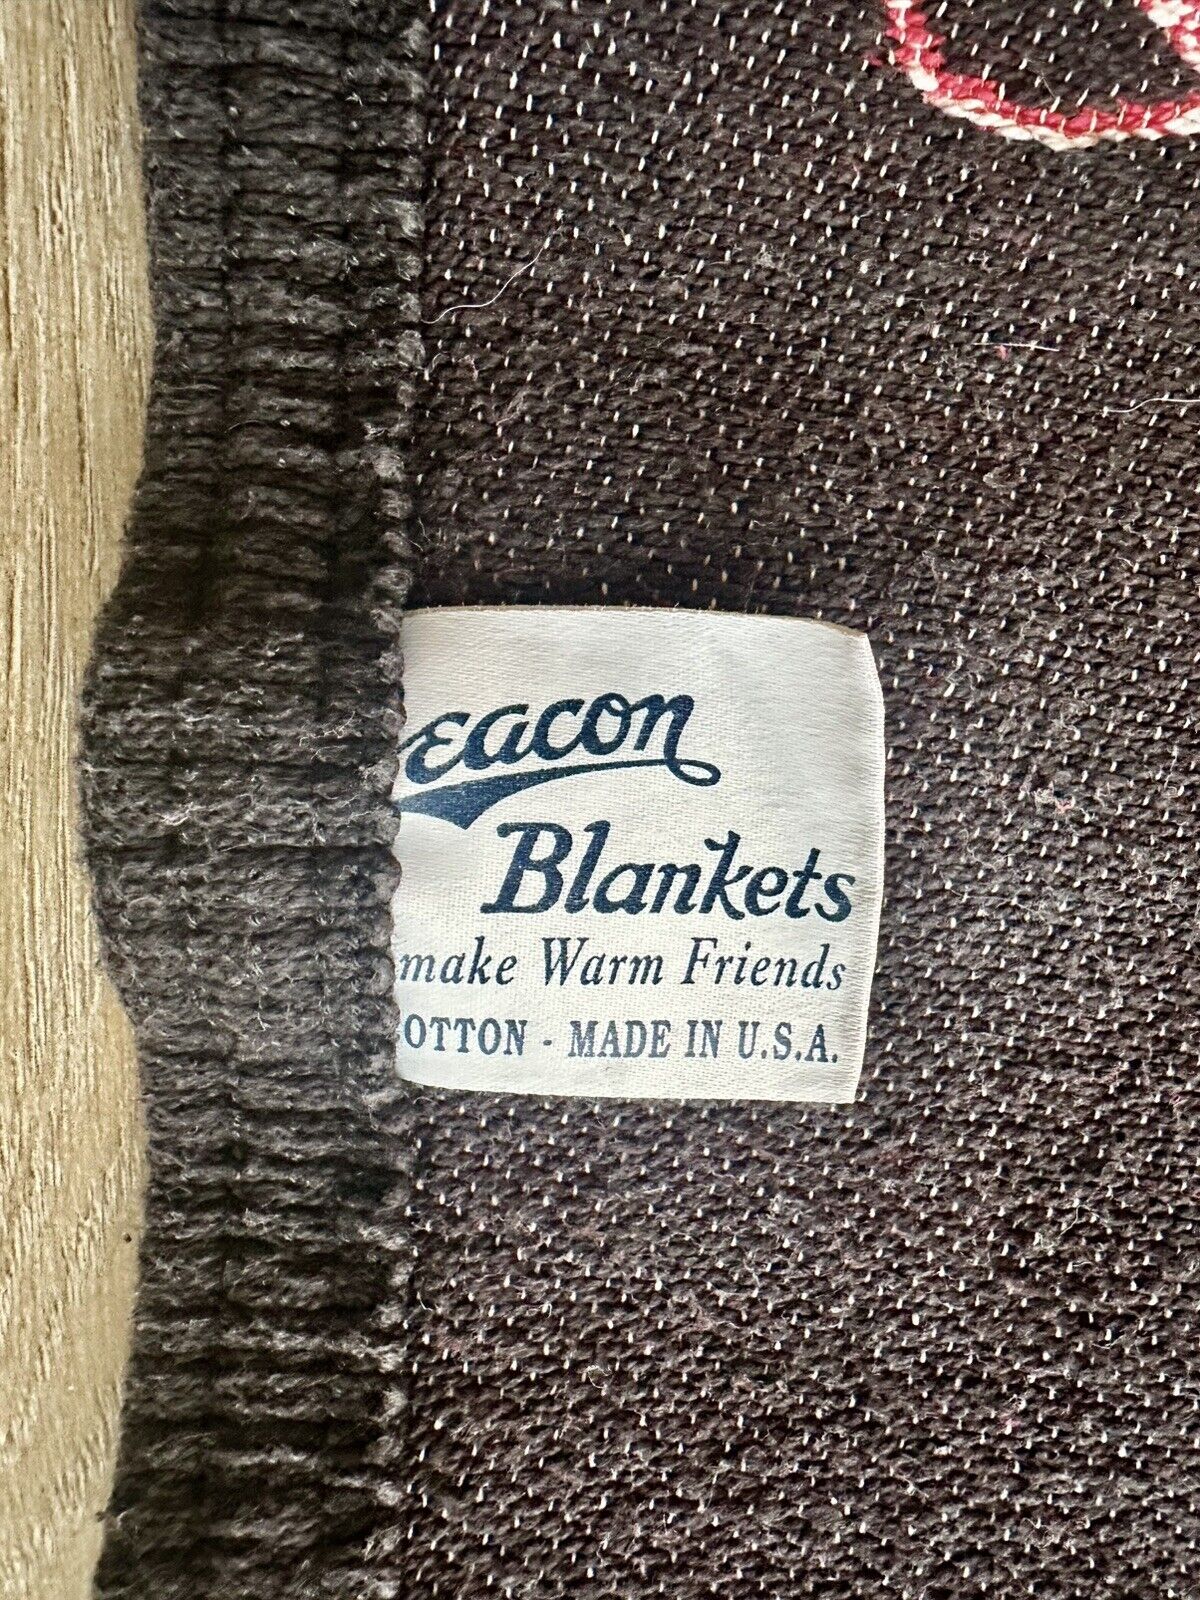 eacon
Blankets
make Warm Friends
OTTON - MADE IN U.S.A.